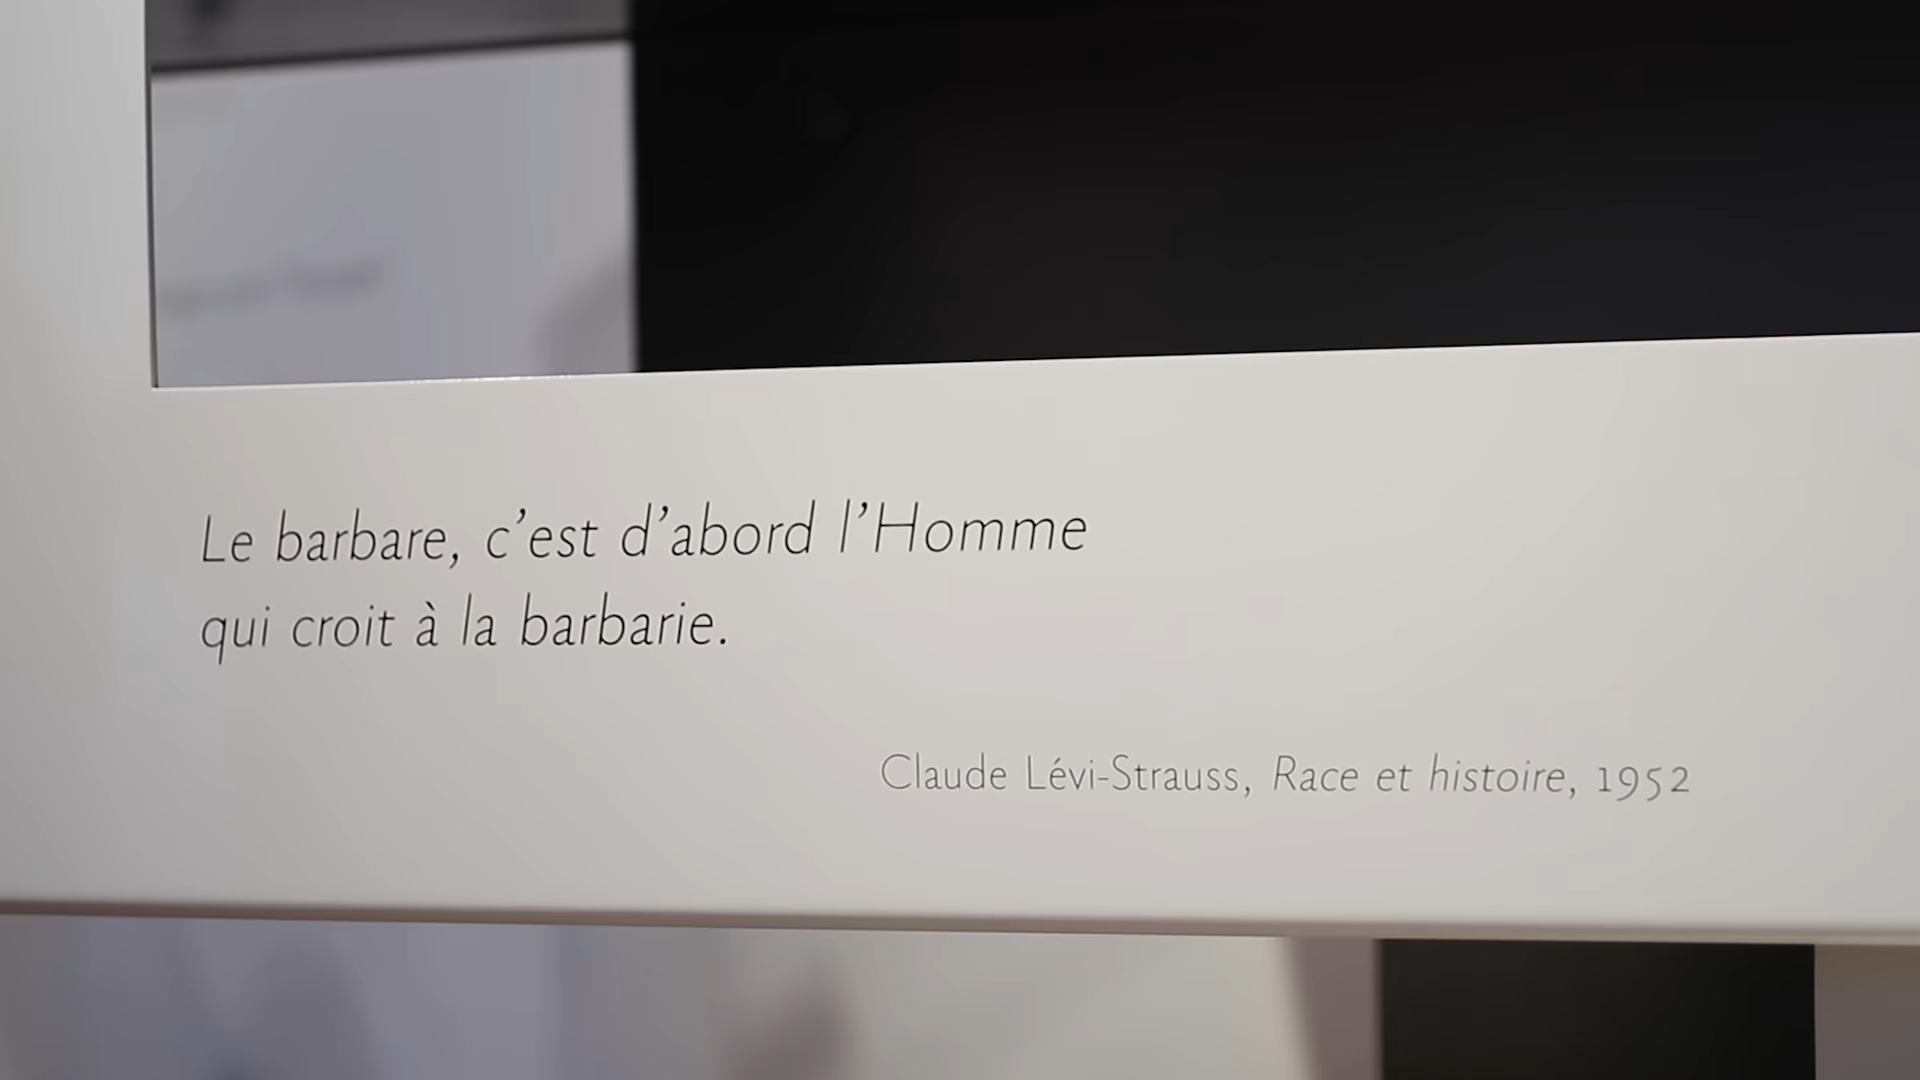 Le barbare, c’est d’abord l’Homme
qui croit à la barbarie.
Claude Lévi-Strauss, Race et histoire, 1952